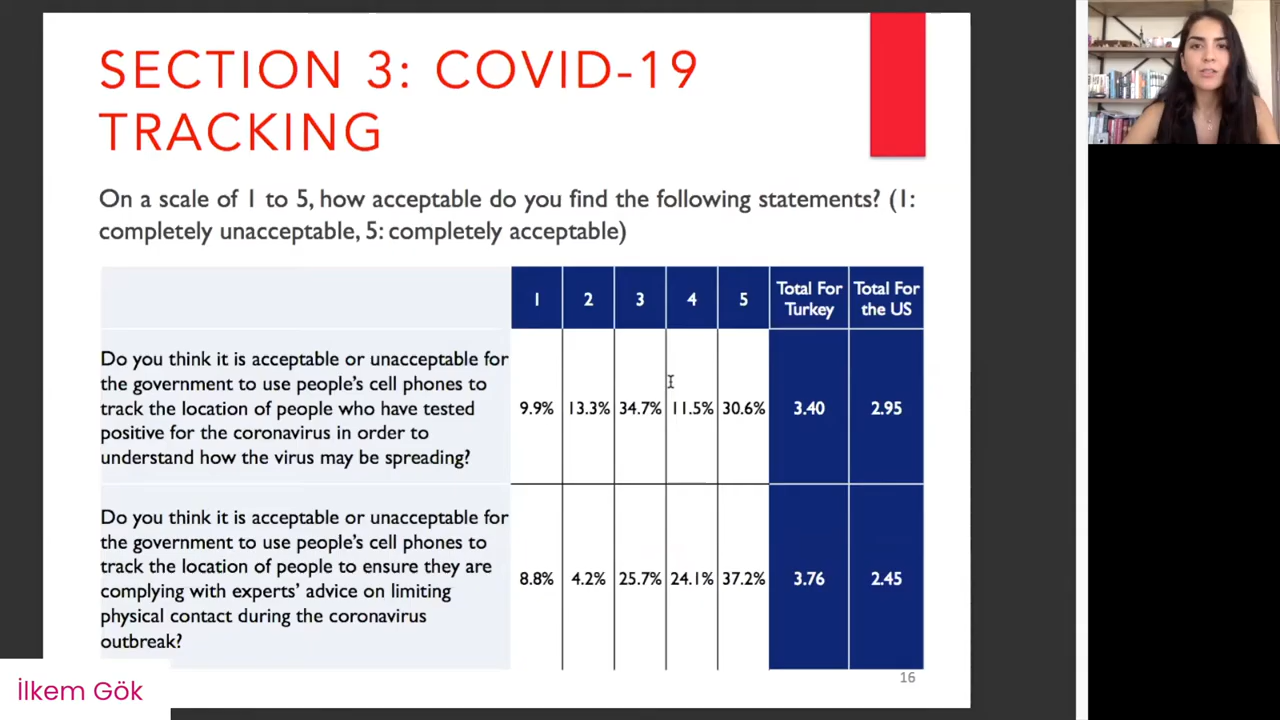 SECTION 3: COVID-19
TRACKING
On a scale of 1 to 5, how acceptable do you find the following statements? (1:
completely unacceptable, 5: completely acceptable)
1 2 3 4 5 Total For Turkey Total For the US
Do you think it is acceptable or unacceptable for
the government to use people's cell phones to
track the location of people who have tested
positive for the coronavirus in order to
understand how the virus may be spreading?
9.9% 13.3% 34.7% 11.5% 30.6% 3.40 2.95
Do you think it is acceptable or unacceptable for
the government to use people's cell phones to
track the location of people to ensure they are
complying with experts' advice on limiting
physical contact during the coronavirus
outbreak?
8.8% 4.2% 25.7% 24.1% 37.2% 3.76 2.45
16
İlkem Gök